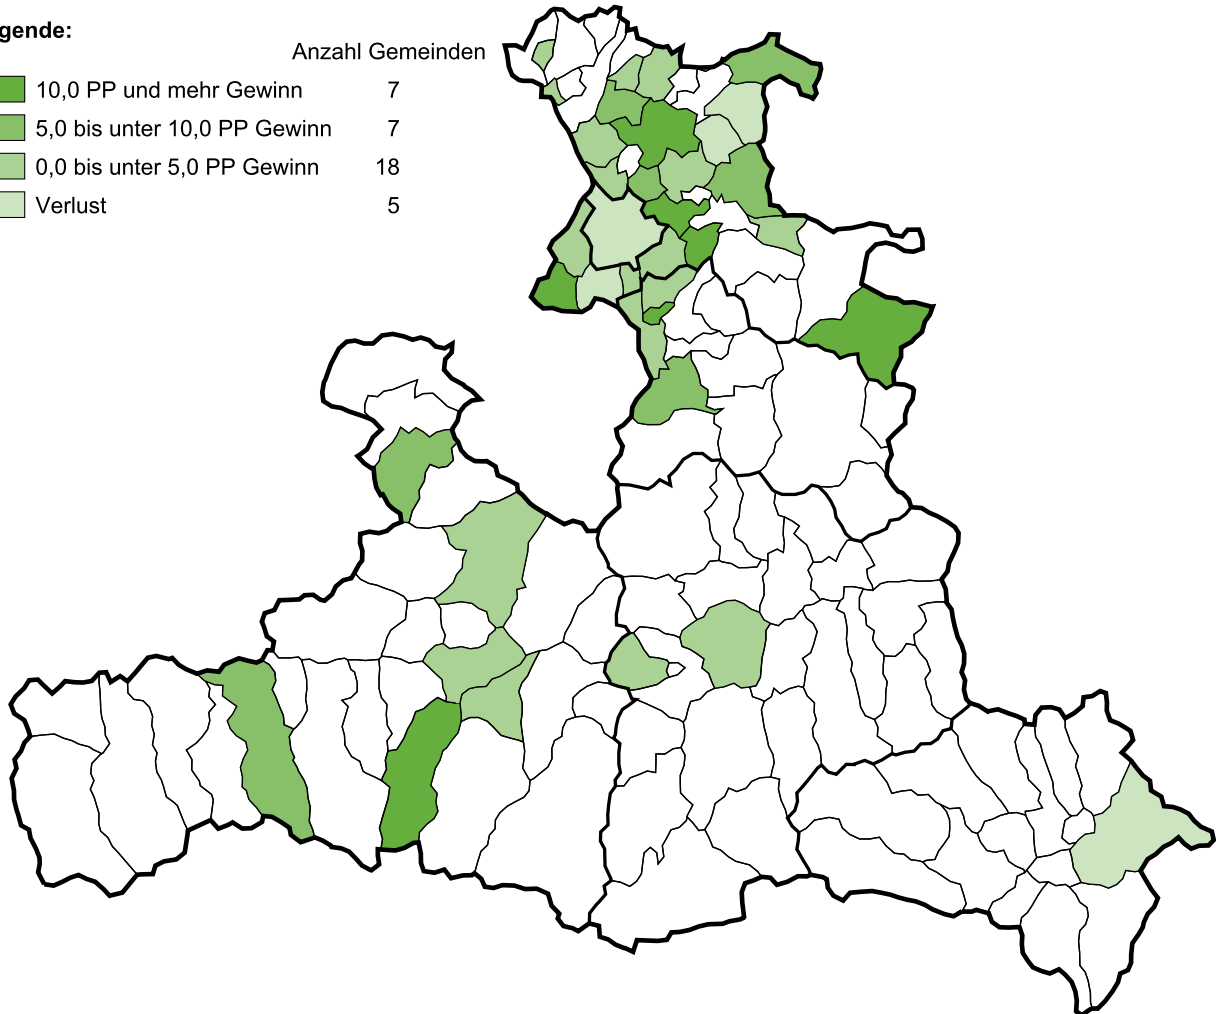 gende:
Anzahl Gemeinden
10,0 PP und mehr Gewinn 7
5,0 bis unter 10,0 PP Gewinn 7
0,0 bis unter 5,0 PP Gewinn 18
Verlust 5